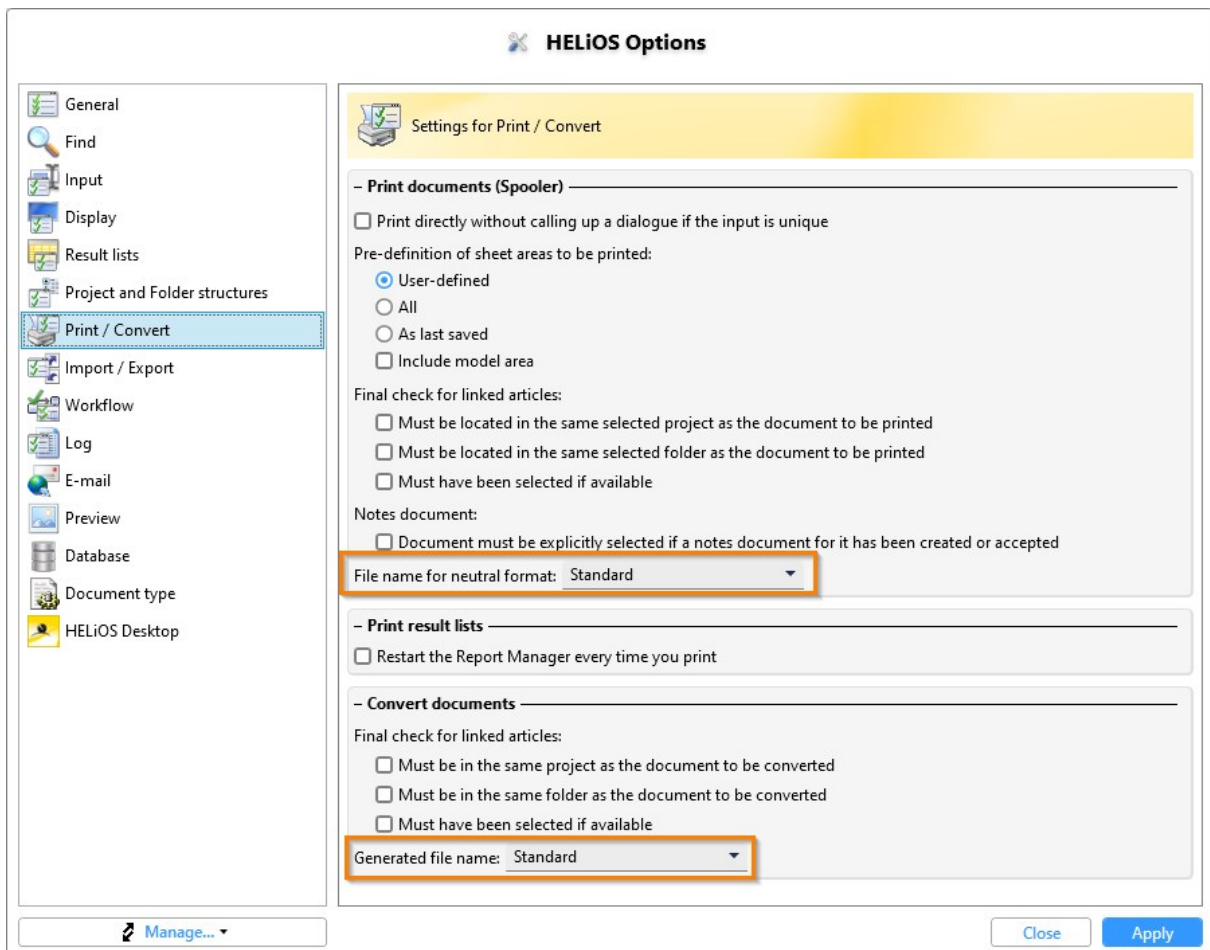 HELiOS Options
General
Find
Input
Display
Result lists
Project and Folder structures
Print / Convert
Import / Export
Workflow
Log
E-mail
Preview
Database
Document type
HELiOS Desktop
Manage...
Settings for Print / Convert
– Print documents (Spooler)
Print directly without calling up a dialogue if the input is unique
Pre-definition of sheet areas to be printed:
User-defined
All
As last saved
Include model area
Final check for linked articles:
Must be located in the same selected project as the document to be printed
Must be located in the same selected folder as the document to be printed
Must have been selected if available
Notes document:
Document must be explicitly selected if a notes document for it has been created or accepted
File name for neutral format: Standard
– Print result lists
Restart the Report Manager every time you print
– Convert documents
Final check for linked articles:
Must be in the same project as the document to be converted
Must be in the same folder as the document to be converted
Must have been selected if available
Generated file name: Standard
Close
Apply